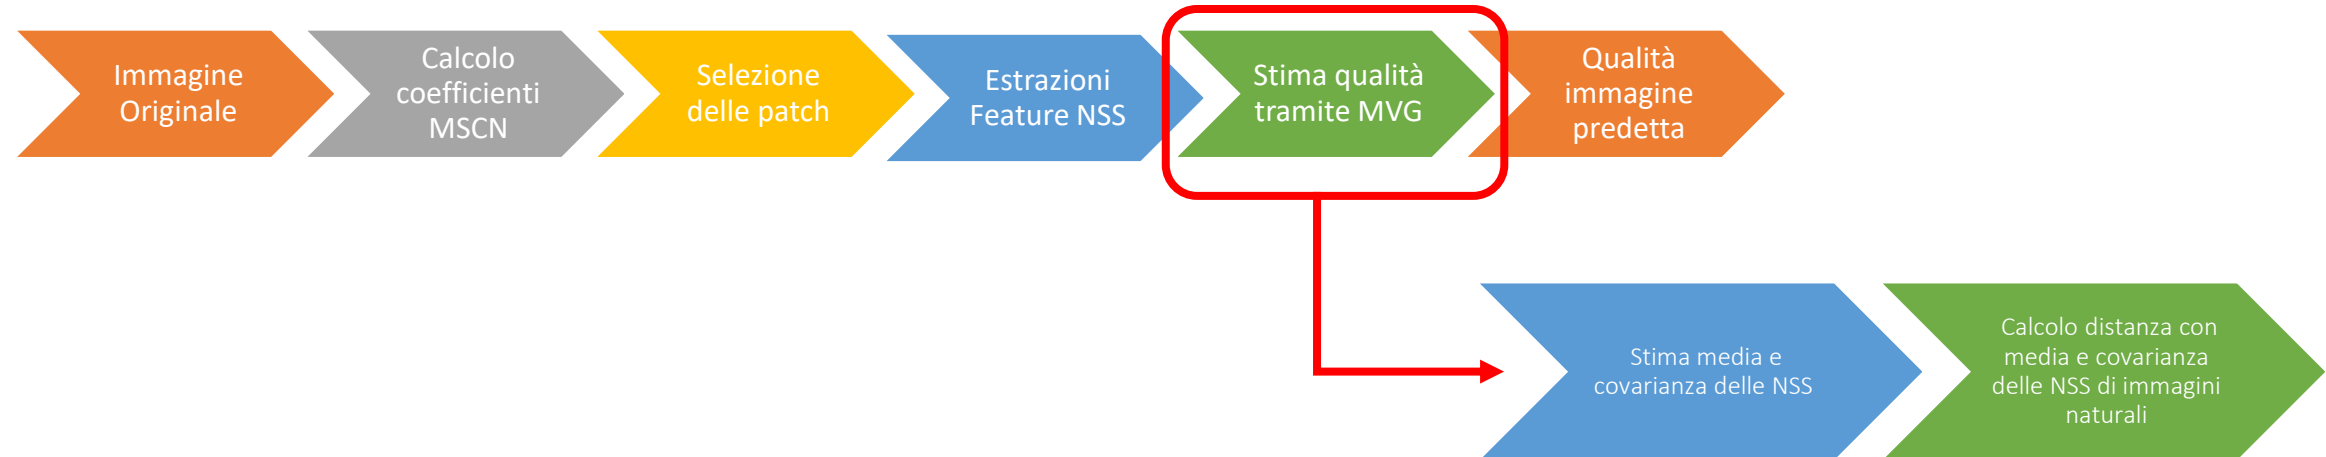 Immagine
Originale
Calcolo
coefficienti
MSCN
Selezione
delle patch
Estrazioni
Feature NSS
Stima qualità
tramite MVG
Qualità
immagine
predetta
Stima media e
covarianza delle NSS
Calcolo distanza con
media e covarianza
delle NSS di immagini
naturali